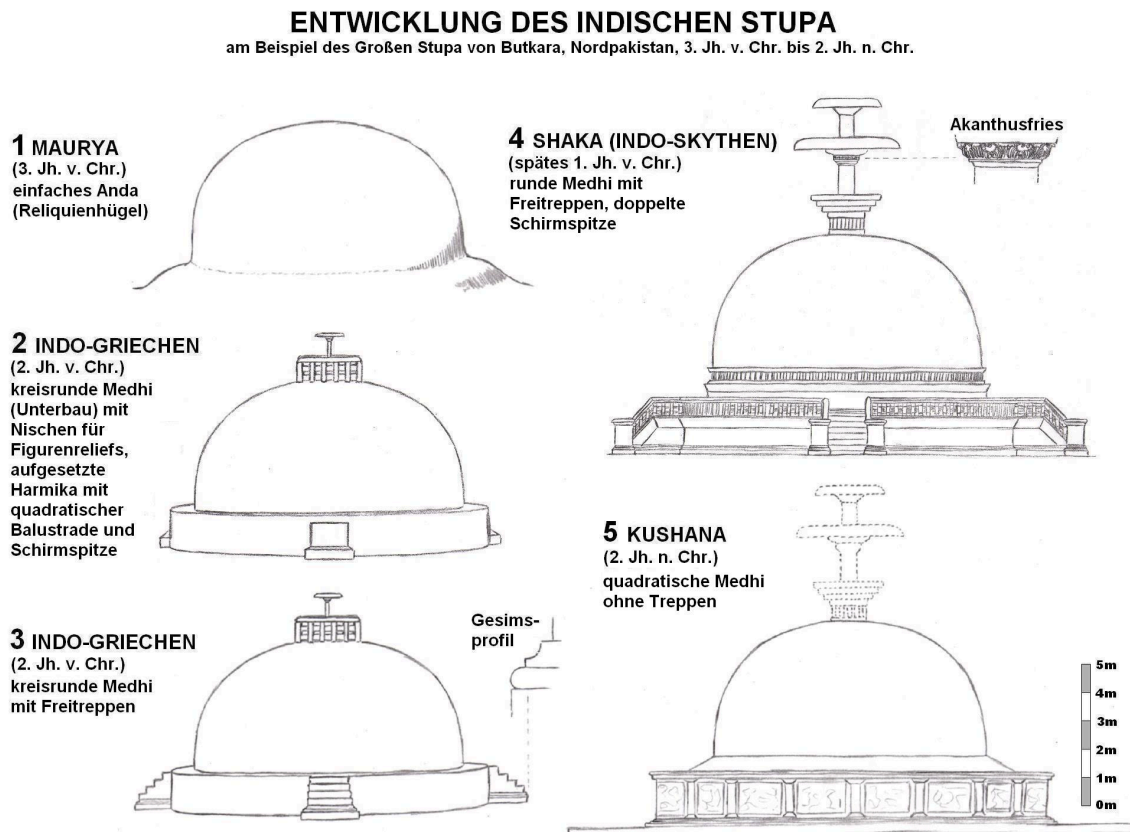 ENTWICKLUNG DES INDISCHEN STUPA
am Beispiel des Großen Stupa von Butkara, Nordpakistan, 3. Jh. v. Chr. bis 2. Jh. n. Chr.
1 MAURYA
(3. Jh. v. Chr.)
einfaches Anda
(Reliquienhügel)
2 INDO-GRIECHEN
(2. Jh. v. Chr.)
kreisrunde Medhi
(Unterbau) mit
Nischen für
Figurenreliefs,
aufgesetzte
Harmika mit
quadratischer
Balustrade und
Schirmspitze
3 INDO-GRIECHEN
(2. Jh. v. Chr.)
kreisrunde Medhi
mit Freitreppen
Gesims-
profil
4 SHAKA (INDO-SKYTHEN)
(spätes 1. Jh. v. Chr.)
runde Medhi mit
Freitreppen, doppelte
Schirmspitze
Akanthusfries
5 KUSHANA
(2. Jh. n. Chr.)
quadratische Medhi
ohne Treppen
5m
4m
3m
2m
1m
0m